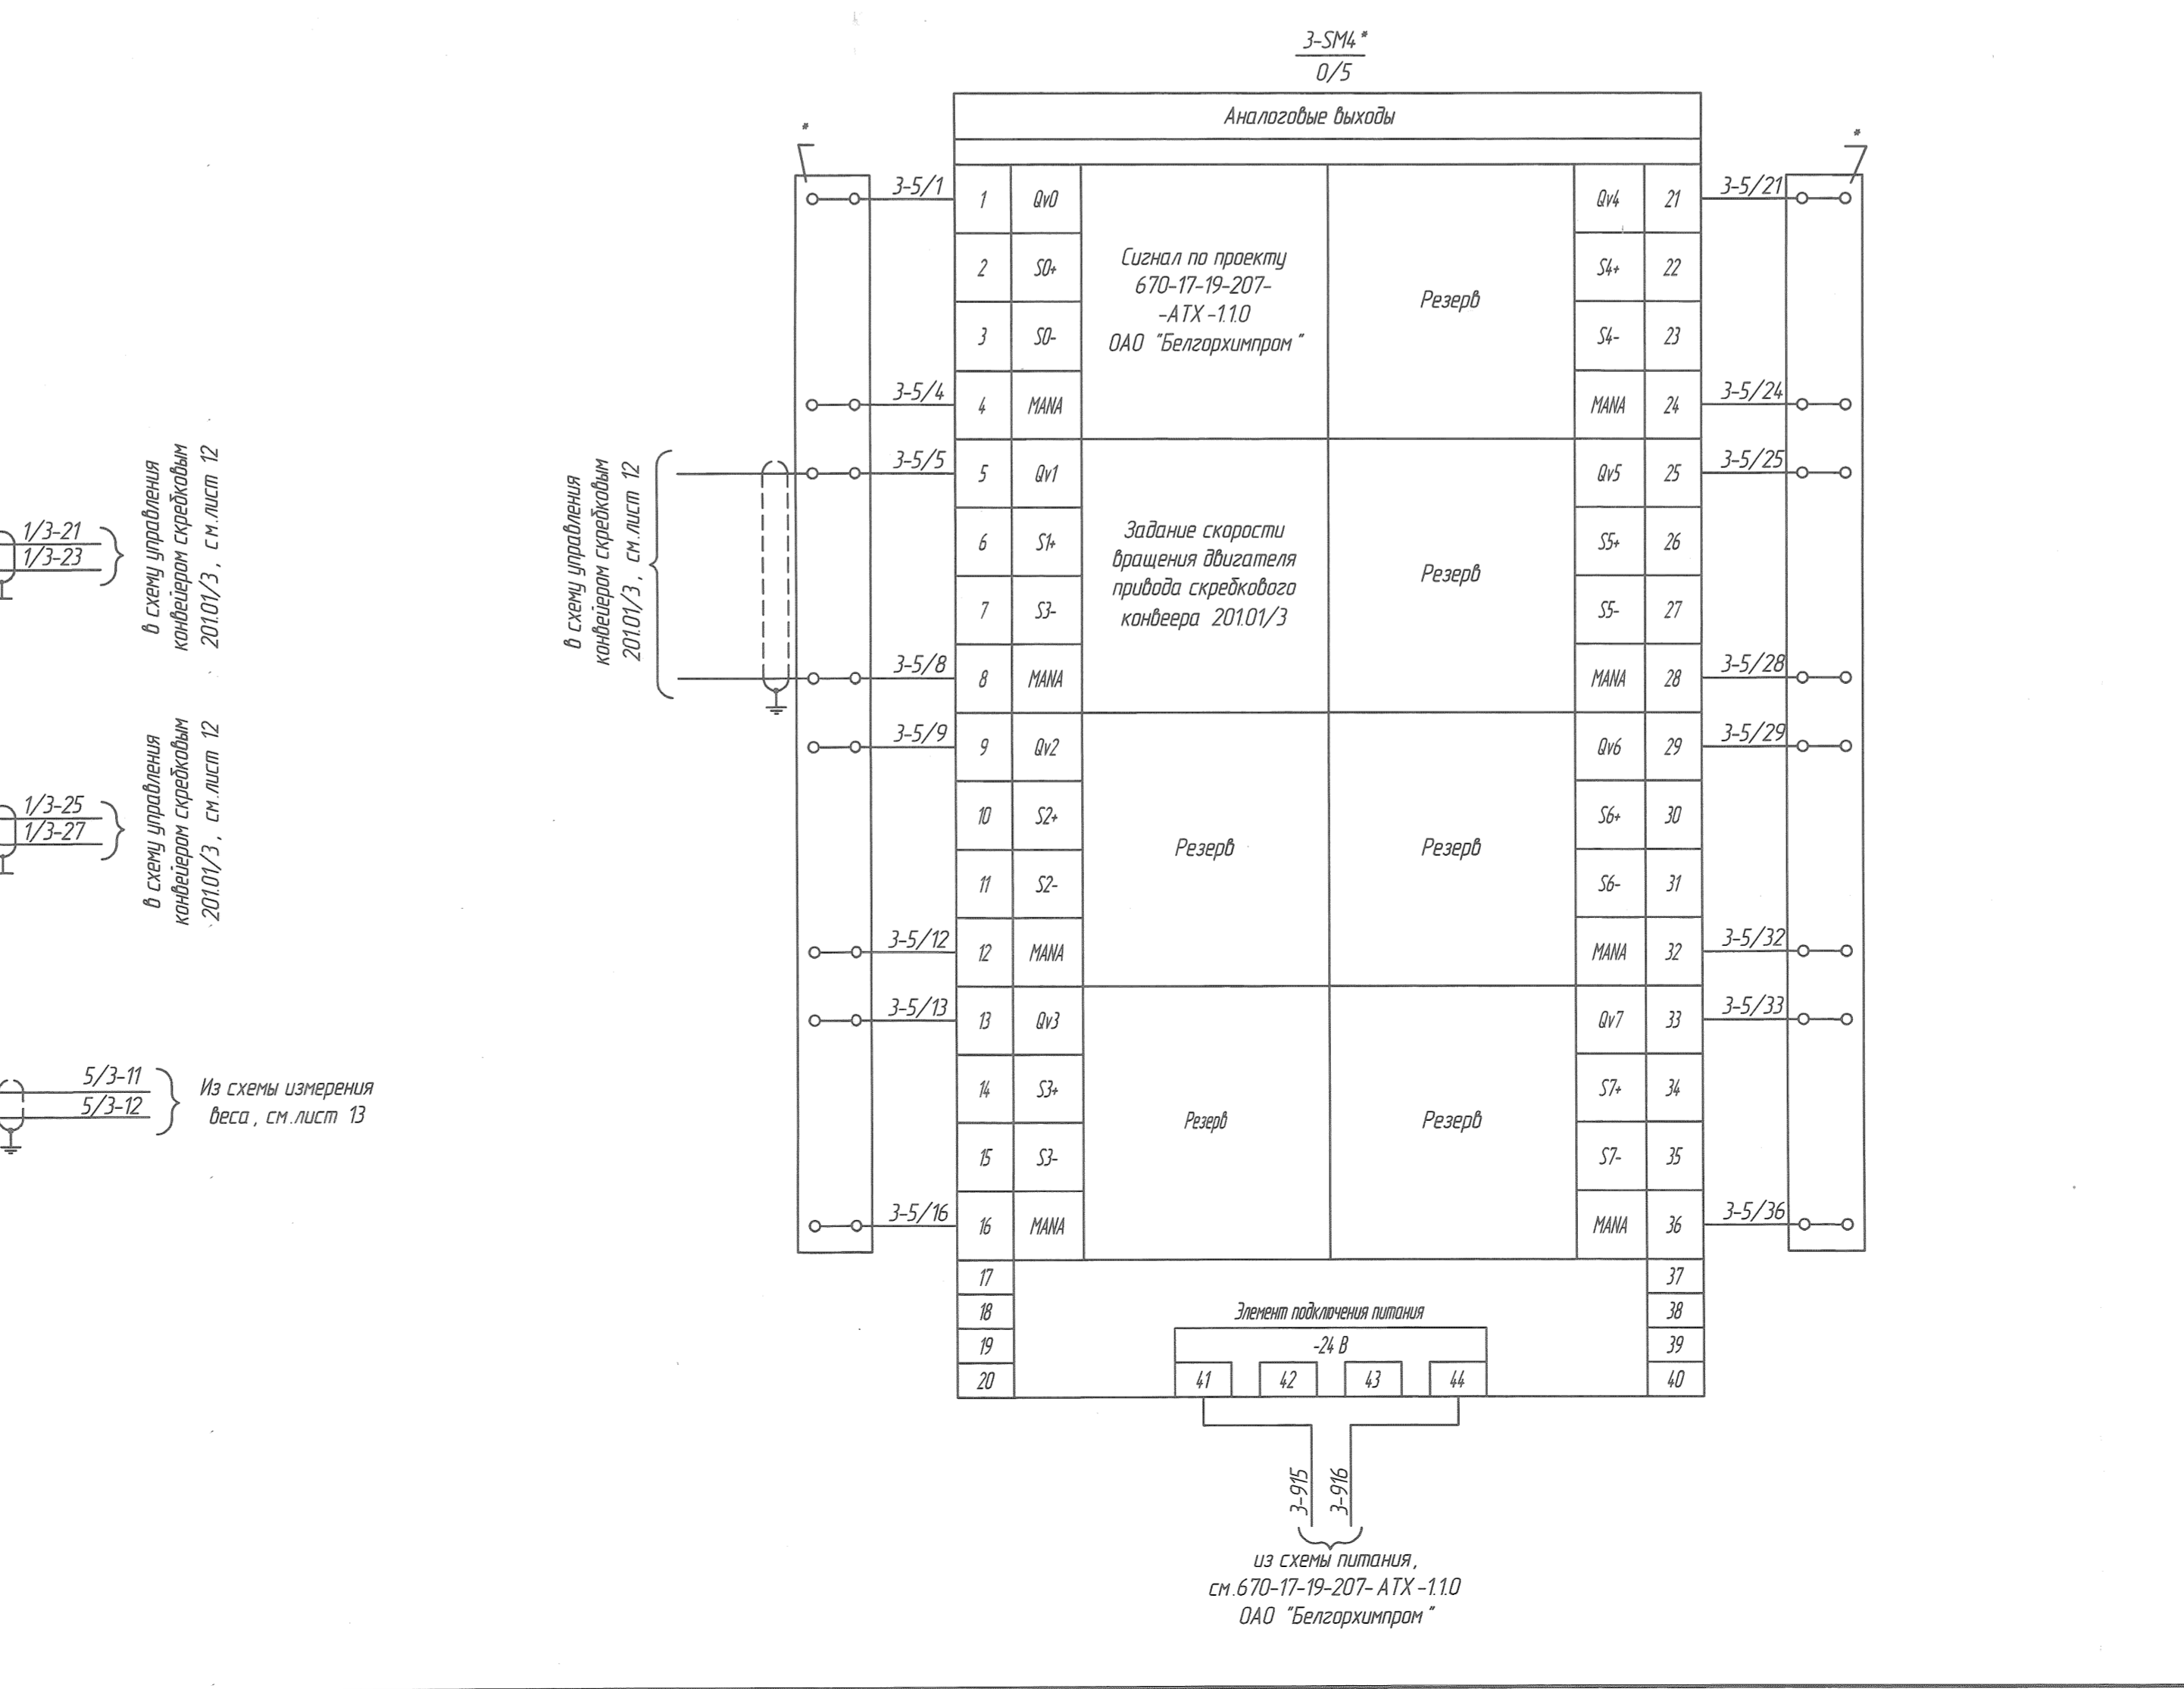 3-SM4*
0/5
Аналоговые выходы
*
*
3-5/1
1
Qv0
2
S0+
3
S0-
3-5/4
4
MANA
Сигнал по проекту
670-17-19-207-
-АТХ-1.1.0
ОАО "Белгорхимпром"
Резерв
Qv4
21
3-5/21
S4+
22
S4-
23
MANA
24
3-5/24
в схему управления
конвейером скребковым
201.01/3, см.лист 12
3-5/5
5
Qv1
6
S1+
7
S3-
3-5/8
8
MANA
Задание скорости
вращения двигателя
привода скребкового
конвеера 201.01/3
Резерв
Qv5
25
3-5/25
S5+
26
S5-
27
MANA
28
3-5/28
3-5/9
9
Qv2
10
S2+
11
S2-
3-5/12
12
MANA
Резерв
Резерв
Qv6
29
3-5/29
S6+
30
S6-
31
MANA
32
3-5/32
3-5/13
13
Qv3
14
S3+
15
S3-
3-5/16
16
MANA
Резерв
Резерв
Qv7
33
3-5/33
S7+
34
S7-
35
MANA
36
3-5/36
17
18
19
20
37
38
39
40
Элемент подключения питания
-24 В
41
42
43
44
3-915
3-916
из схемы питания,
см.670-17-19-207-АТХ-1.1.0
ОАО "Белгорхимпром"
1/3-21
1/3-23
в схему управления
конвейером скребковым
201.01/3, см.лист 12
1/3-25
1/3-27
в схему управления
конвейером скребковым
201.01/3, см.лист 12
5/3-11
5/3-12
Из схемы измерения
веса, см.лист 13